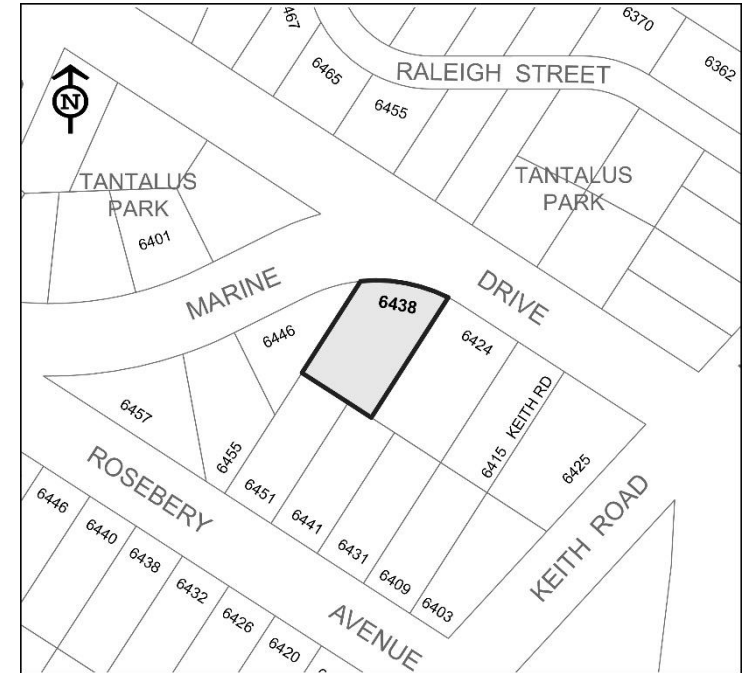 467
6370
6362
6465
RALEIGH STREET
6455
N
TANTALUS
PARK
TANTALUS
PARK
6401
MARINE
DRIVE
6438
6446
6424
6415 KEITH RD
6457
6455
6425
6451
ROSEBERY
6441
6431
KEITH ROAD
6409
6403
6446
6440
6438
6432
6426
6420
AVENUE